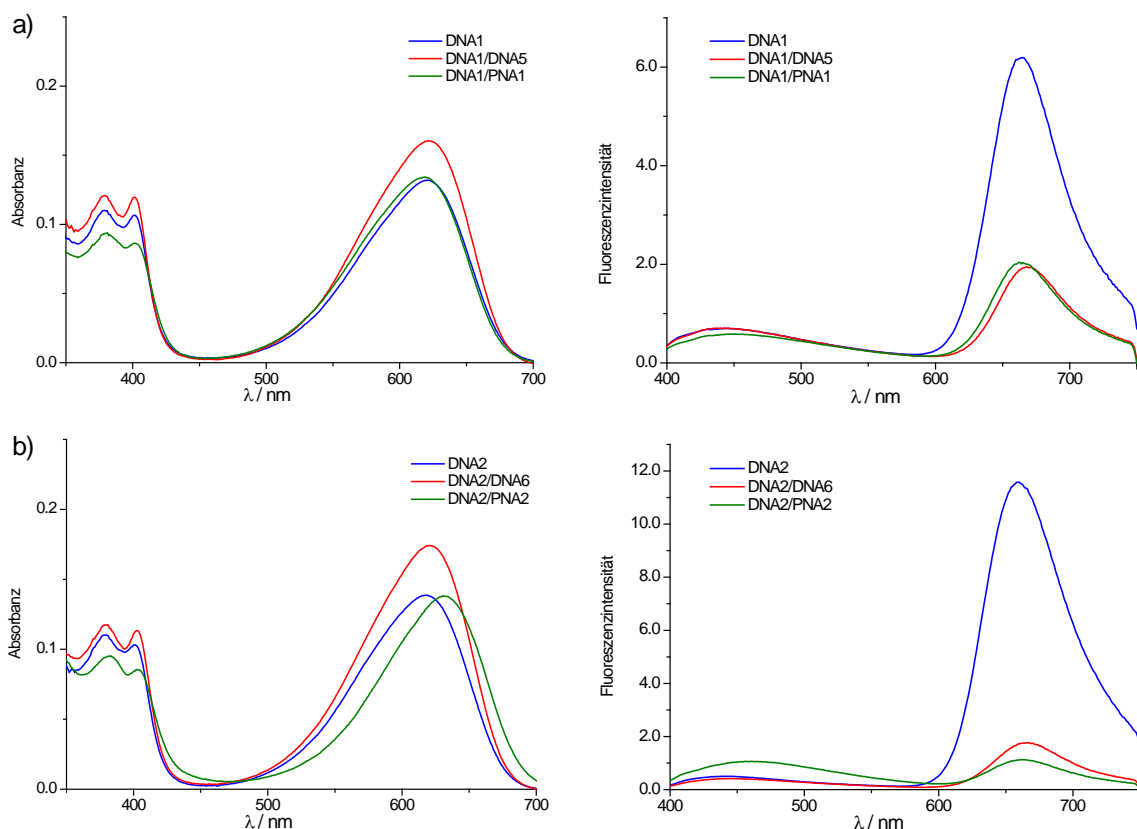 a)
DNA1
DNA1/DNA5
DNA1/PNA1
0.2
0.1
0.0
Absorbanz
400 500 600 700
λ / nm
DNA1
DNA1/DNA5
DNA1/PNA1
6.0
4.0
2.0
0.0
Fluoreszenzintensität
400 500 600 700
λ / nm
b)
DNA2
DNA2/DNA6
DNA2/PNA2
0.2
0.1
0.0
Absorbanz
400 500 600 700
λ / nm
DNA2
DNA2/DNA6
DNA2/PNA2
12.0
10.0
8.0
6.0
4.0
2.0
0.0
Fluoreszenzintensität
400 500 600 700
λ / nm